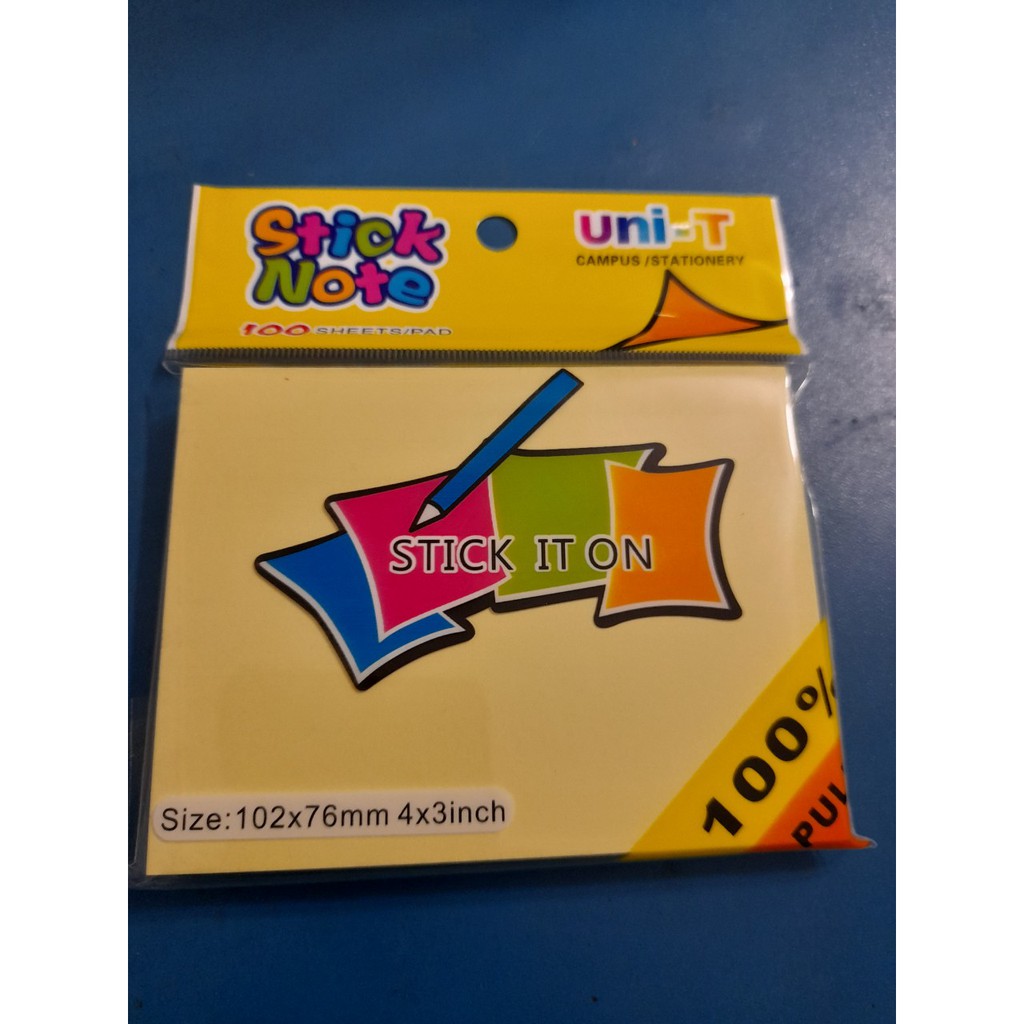 Stick
Note
100 SHEETS/PAD
uni-T
CAMPUS /STATIONERY
STICK IT ON
100%
Size:102x76mm 4x3inch